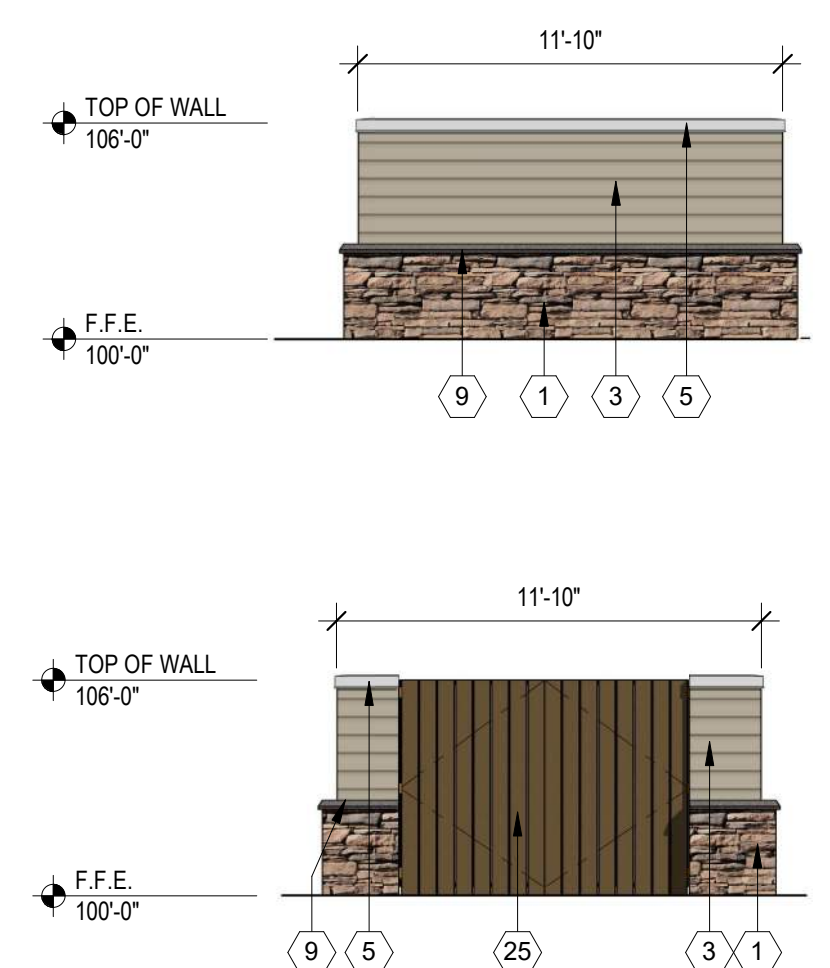 11'-10"
TOP OF WALL
106'-0"
F.F.E.
100'-0"
9 1 3 5
11'-10"
TOP OF WALL
106'-0"
F.F.E.
100'-0"
9 5 25 3 1